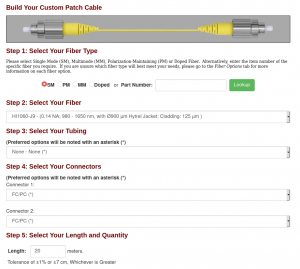 Build Your Custom Patch Cable
Step 1: Select Your Fiber Type
Please select Single Mode (SM), Multimode (MM), Polarization-Maintaining (PM) or Doped Fiber. Alternatively, enter the item number of
the specific fiber you require. If you are unsure which fiber type will best meet your needs, please go to the Fiber Options tab for more
information on each fiber option.
SM PM MM Doped or Part Number: Lookup
Step 2: Select Your Fiber
(0.14 NA, 980 - 1650 nm, with Ø900 µm Hytrel Jacket, Cladding: 125 µm )
Step 3: Select Your Tubing
(Preferred options will be noted with an asterisk (*)
None - None (*)
Step 4: Select Your Connectors
(Preferred options will be noted with an asterisk (*)
Connector 1:
FC/PC (*)
Connector 2:
FC/PC (*)
Step 5: Select Your Length and Quantity
Length: 20 meters.
Tolerance of ±1% or ±7 cm, Whichever is Greater